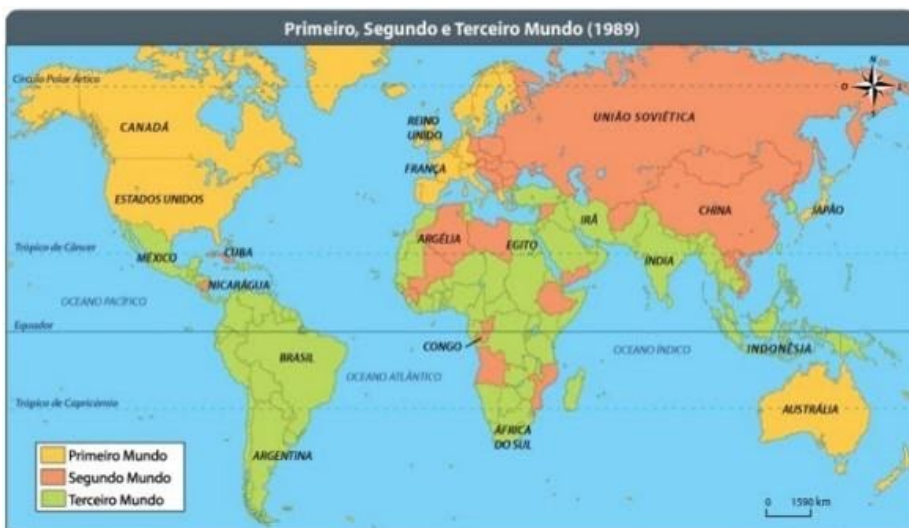 Primeiro, Segundo e Terceiro Mundo (1989)
Círculo Polar Ártico
N
O
CANADÁ
REINO
UNIDO
UNIÃO SOVIÉTICA
FRANÇA
ESTADOS UNIDOS
CHINA
JAPÃO
IRÃ
ARGÉLIA
EGITO
Trópico de Câncer
CUBA
MÉXICO
ÍNDIA
NICARÁGUA
OCEANO PACÍFICO
Equador
CONGO
OCEANO ÍNDICO
INDONÉSIA
BRASIL
OCEANO ATLÂNTICO
Trópico de Capricórnio
AUSTRÁLIA
ÁFRICA
DO SUL
ARGENTINA
Primeiro Mundo
Segundo Mundo
Terceiro Mundo
0 1590 km